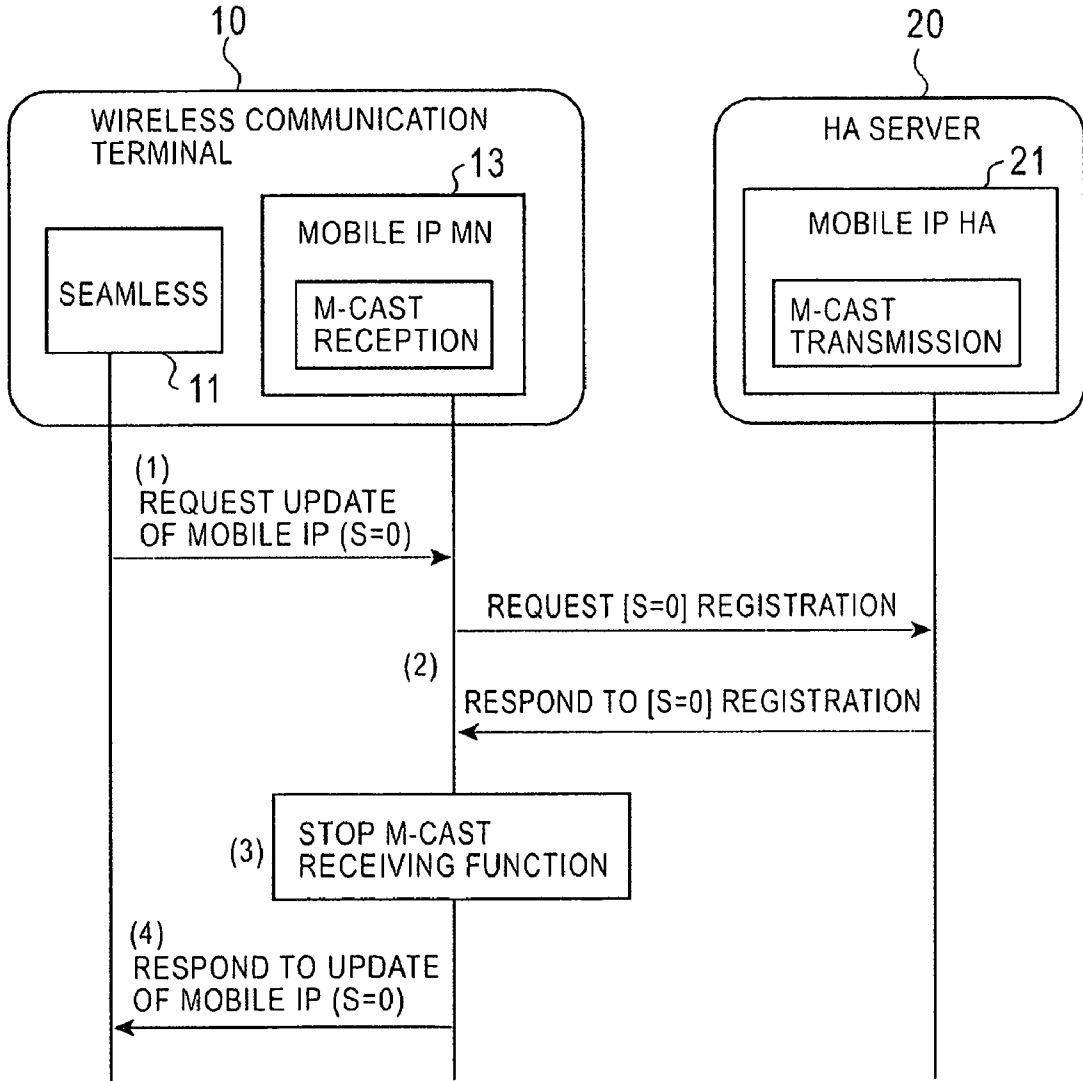 10
20
WIRELESS COMMUNICATION
TERMINAL
HA SERVER
13
21
MOBILE IP MN
MOBILE IP HA
SEAMLESS
M-CAST
RECEPTION
M-CAST
TRANSMISSION
11
(1)
REQUEST UPDATE
OF MOBILE IP (S=0)
REQUEST [S=0] REGISTRATION
(2)
RESPOND TO [S=0] REGISTRATION
(3)
STOP M-CAST
RECEIVING FUNCTION
(4)
RESPOND TO UPDATE
OF MOBILE IP (S=0)